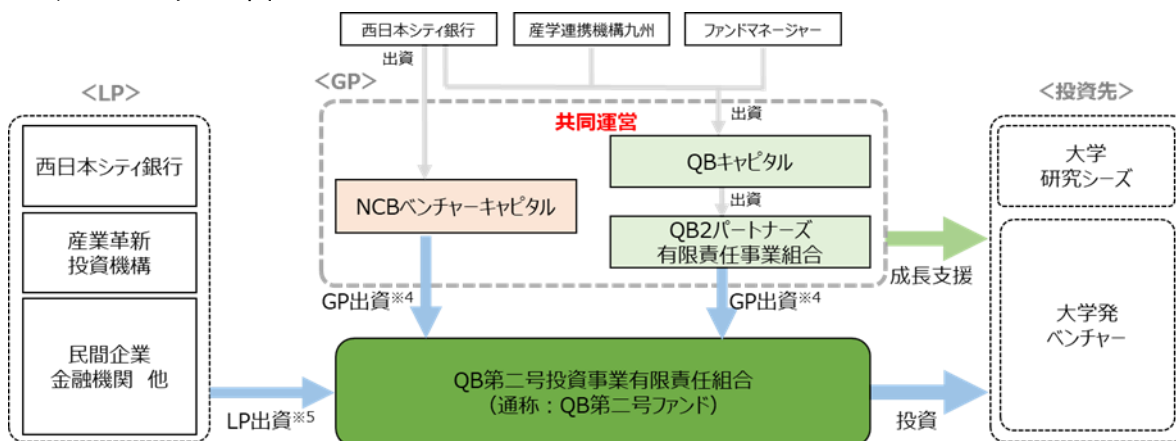 西日本シティ銀行
産学連携機構九州
ファンドマネージャー
出資
＜GP＞
＜LP＞
＜投資先＞
共同運営
出資
西日本シティ銀行
QBキャピタル
大学
研究シーズ
NCBベンチャーキャピタル
出資
産業革新
投資機構
QB2パートナーズ
有限責任事業組合
成長支援
GP出資※4
GP出資※4
大学発
ベンチャー
民間企業
金融機関 他
QB第二号投資事業有限責任組合
（通称：QB第二号ファンド）
LP出資※5
投資